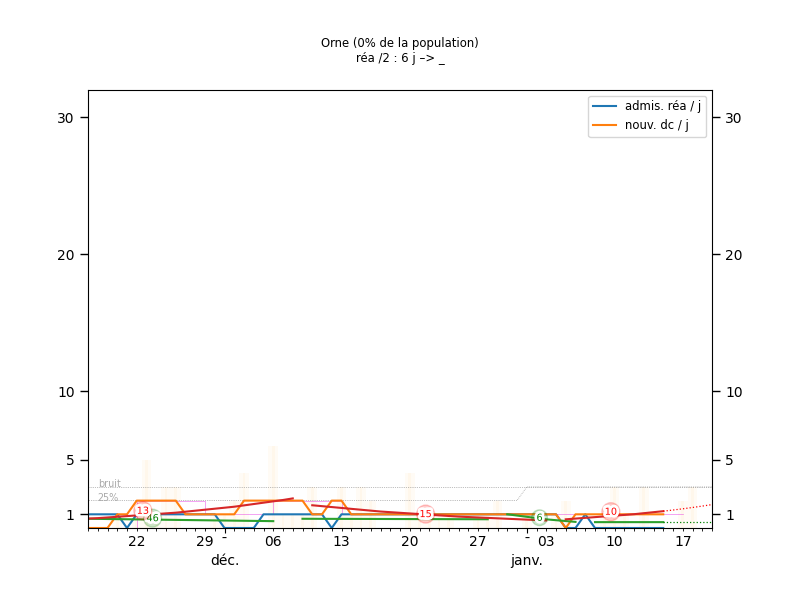 Orne (0% de la population)
réa /2 : 6 j –> _
admis. réa / j
nouv. dc / j
30 30
20 20
10 10
5 5
bruit
25%
13 46 15 6 10
1 1
22 29 - 06 13 20 27 - 03 10 17
déc. janv.